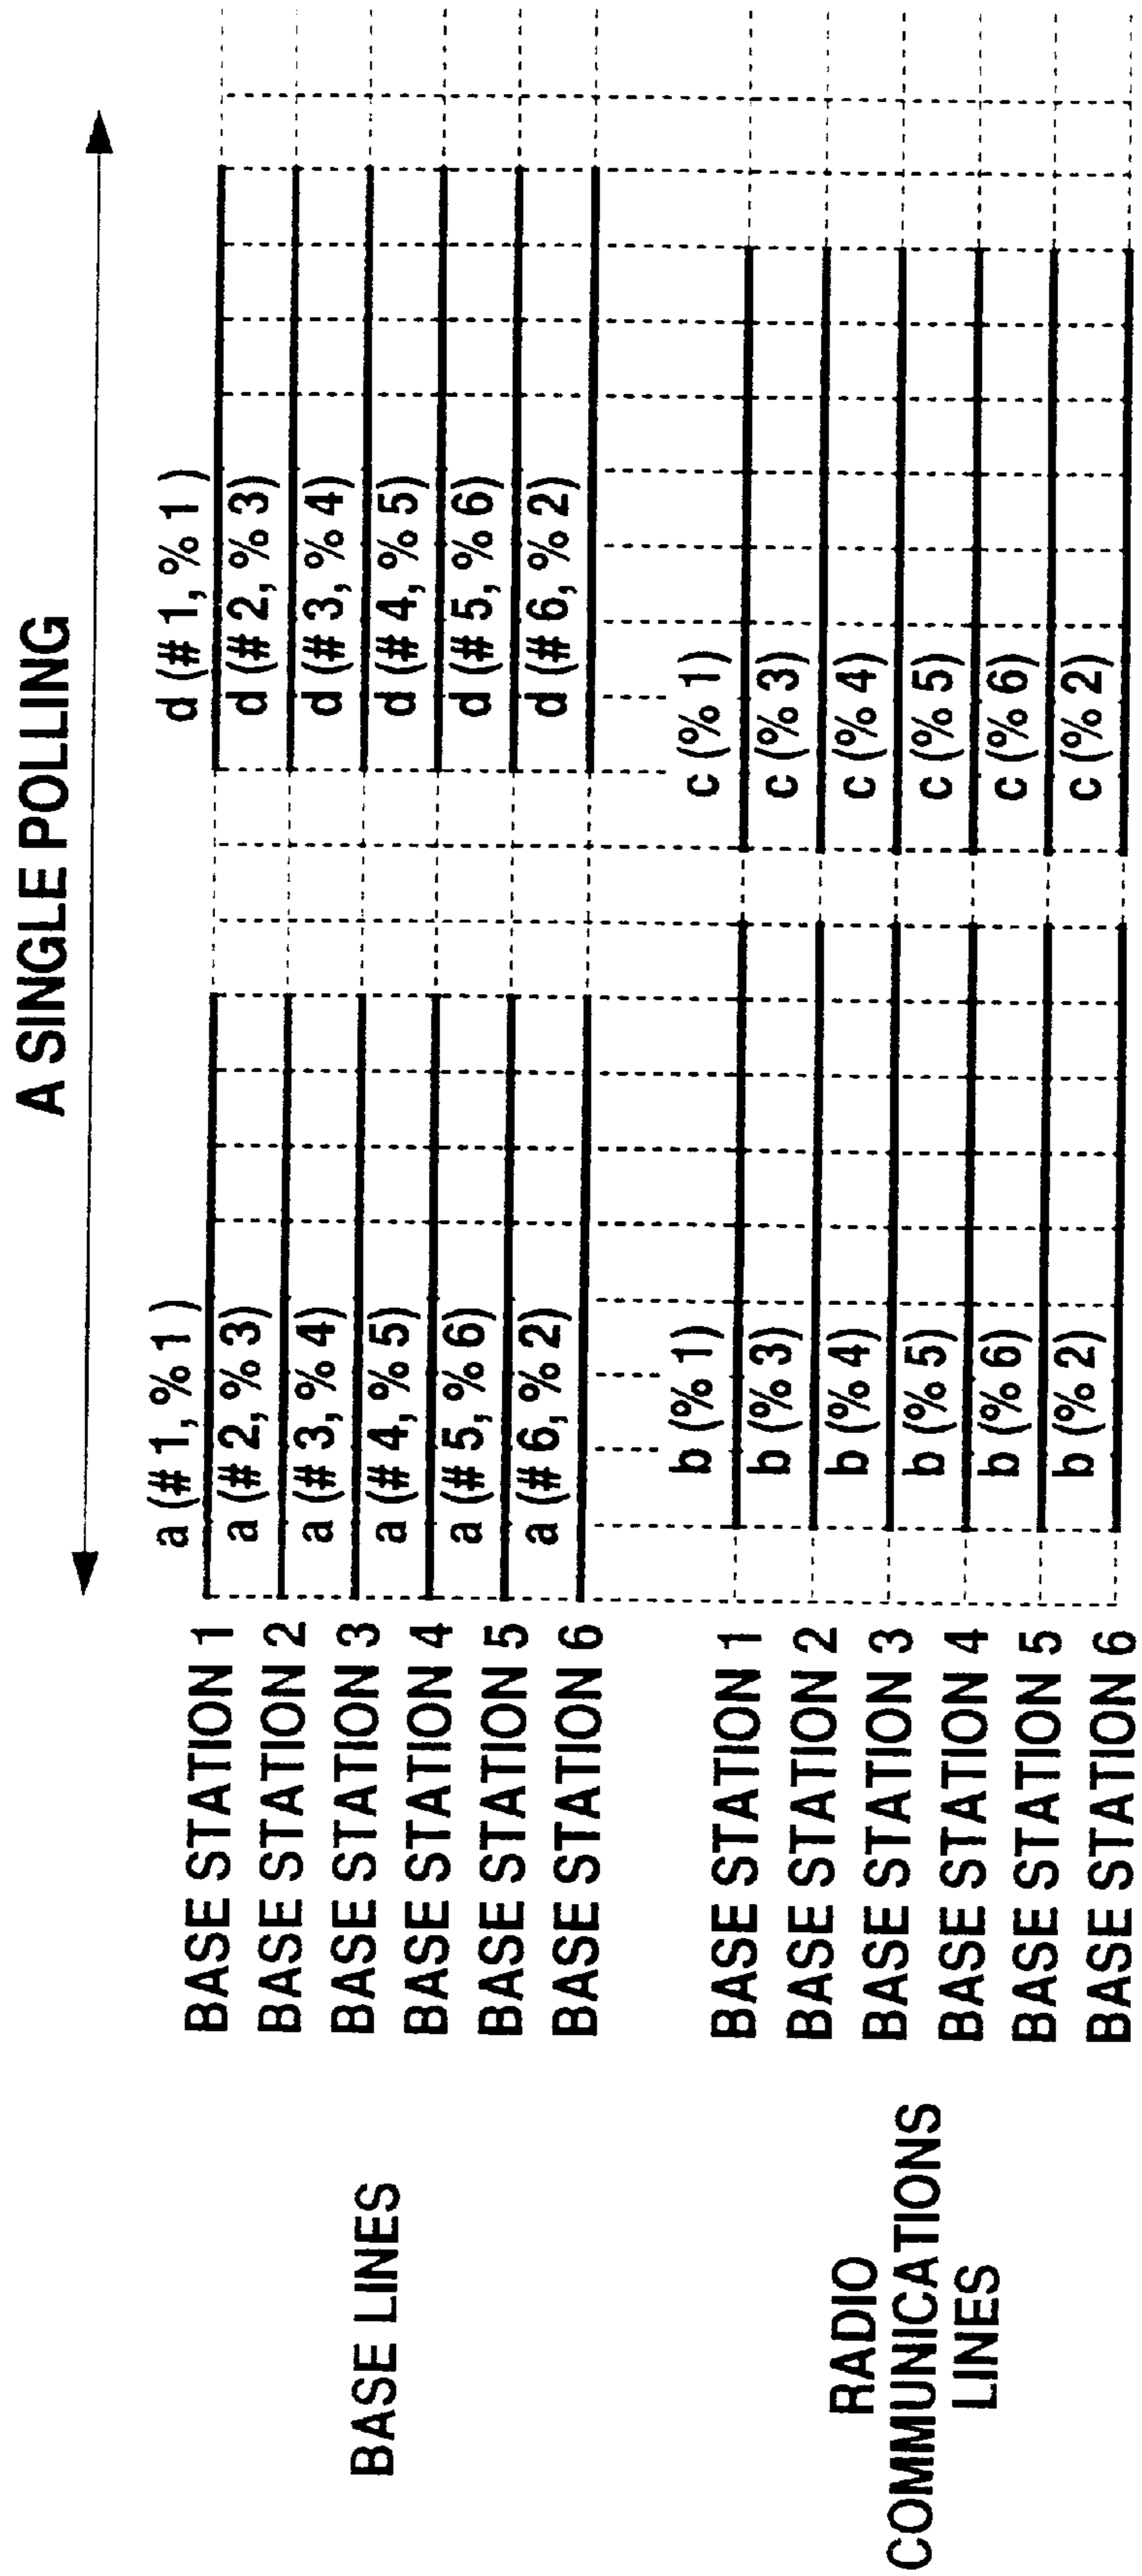 A SINGLE POLLING
BASE LINES
BASE STATION 1
a (# 1, % 1 )
d (# 1, % 1 )
BASE STATION 2
a (# 2, % 3)
d (# 2, % 3)
BASE STATION 3
a (# 3, % 4)
d (# 3, % 4)
BASE STATION 4
a (# 4, % 5)
d (# 4, % 5)
BASE STATION 5
a (# 5, % 6)
d (# 5, % 6)
BASE STATION 6
a (# 6, % 2)
d (# 6, % 2)
RADIO
COMMUNICATIONS
LINES
BASE STATION 1
b (% 1)
c (% 1)
BASE STATION 2
b (% 3)
c (% 3)
BASE STATION 3
b (% 4)
c (% 4)
BASE STATION 4
b (% 5)
c (% 5)
BASE STATION 5
b (% 6)
c (% 6)
BASE STATION 6
b (% 2)
c (% 2)